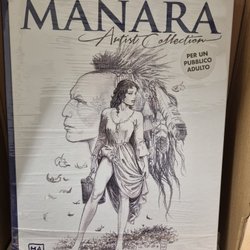 MANARA
Artist Collection
PER UN
PUBBLICO
ADULTO